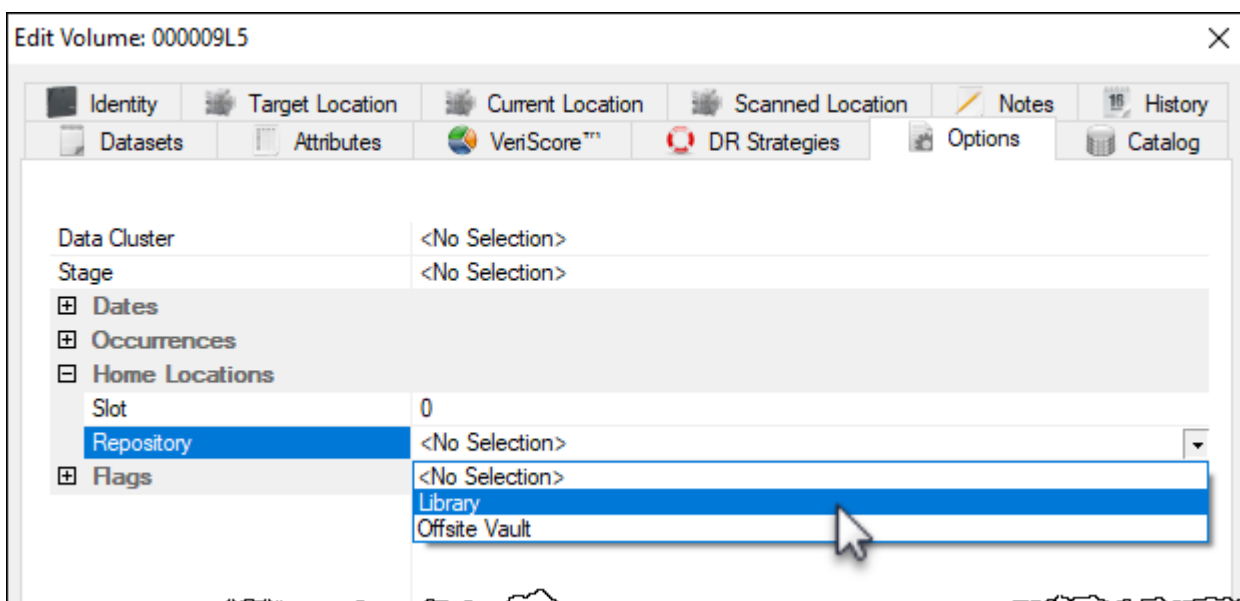 Edit Volume: 000009L5
Identity Target Location Current Location Scanned Location Notes 16 History
Datasets Attributes VeriScore™ DR Strategies Options Catalog
Data Cluster <No Selection>
Stage <No Selection>
Dates
Occurrences
Home Locations
Slot 0
Repository <No Selection>
Flags <No Selection>
Library
Offsite Vault